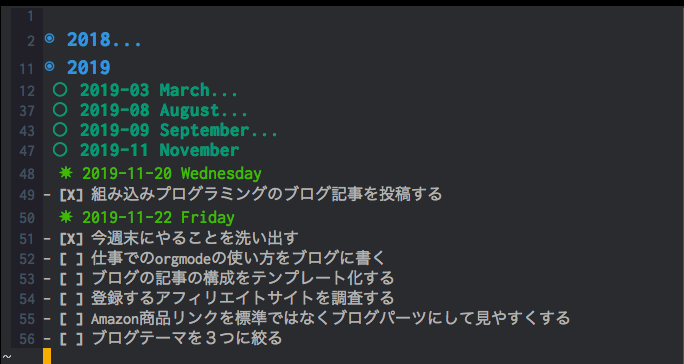 1
2 ◉ 2018...
11 ◉ 2019
12 ○ 2019-03 March...
37 ○ 2019-08 August...
43 ○ 2019-09 September...
47 ○ 2019-11 November
48 ✷ 2019-11-20 Wednesday
49 - [X] 組み込みプログラミングのブログ記事を投稿する
50 ✷ 2019-11-22 Friday
51 - [X] 今週末にやることを洗い出す
52 - [ ] 仕事でのorgmodeの使い方をブログに書く
53 - [ ] ブログの記事の構成をテンプレート化する
54 - [ ] 登録するアフィリエイトサイトを調査する
55 - [ ] Amazon商品リンクを標準ではなくブログパーツにして見やすくする
56 - [ ] ブログテーマを３つに絞る
~